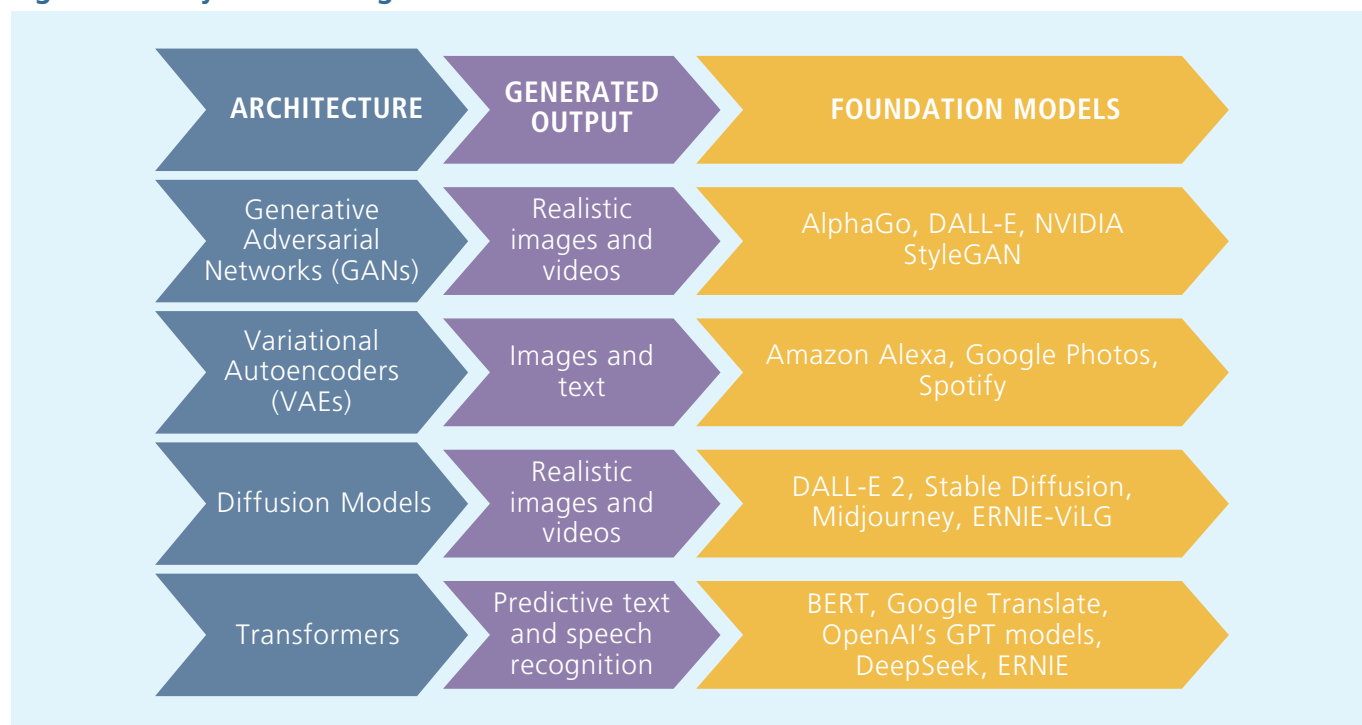 ARCHITECTURE
GENERATED
OUTPUT
FOUNDATION MODELS
Generative
Adversarial
Networks (GANs)
Realistic
images and
videos
AlphaGo, DALL-E, NVIDIA
StyleGAN
Variational
Autoencoders
(VAEs)
Images and
text
Amazon Alexa, Google Photos,
Spotify
Diffusion Models
Realistic
images and
videos
DALL-E 2, Stable Diffusion,
Midjourney, ERNIE-ViLG
Transformers
Predictive text
and speech
recognition
BERT, Google Translate,
OpenAI's GPT models,
DeepSeek, ERNIE